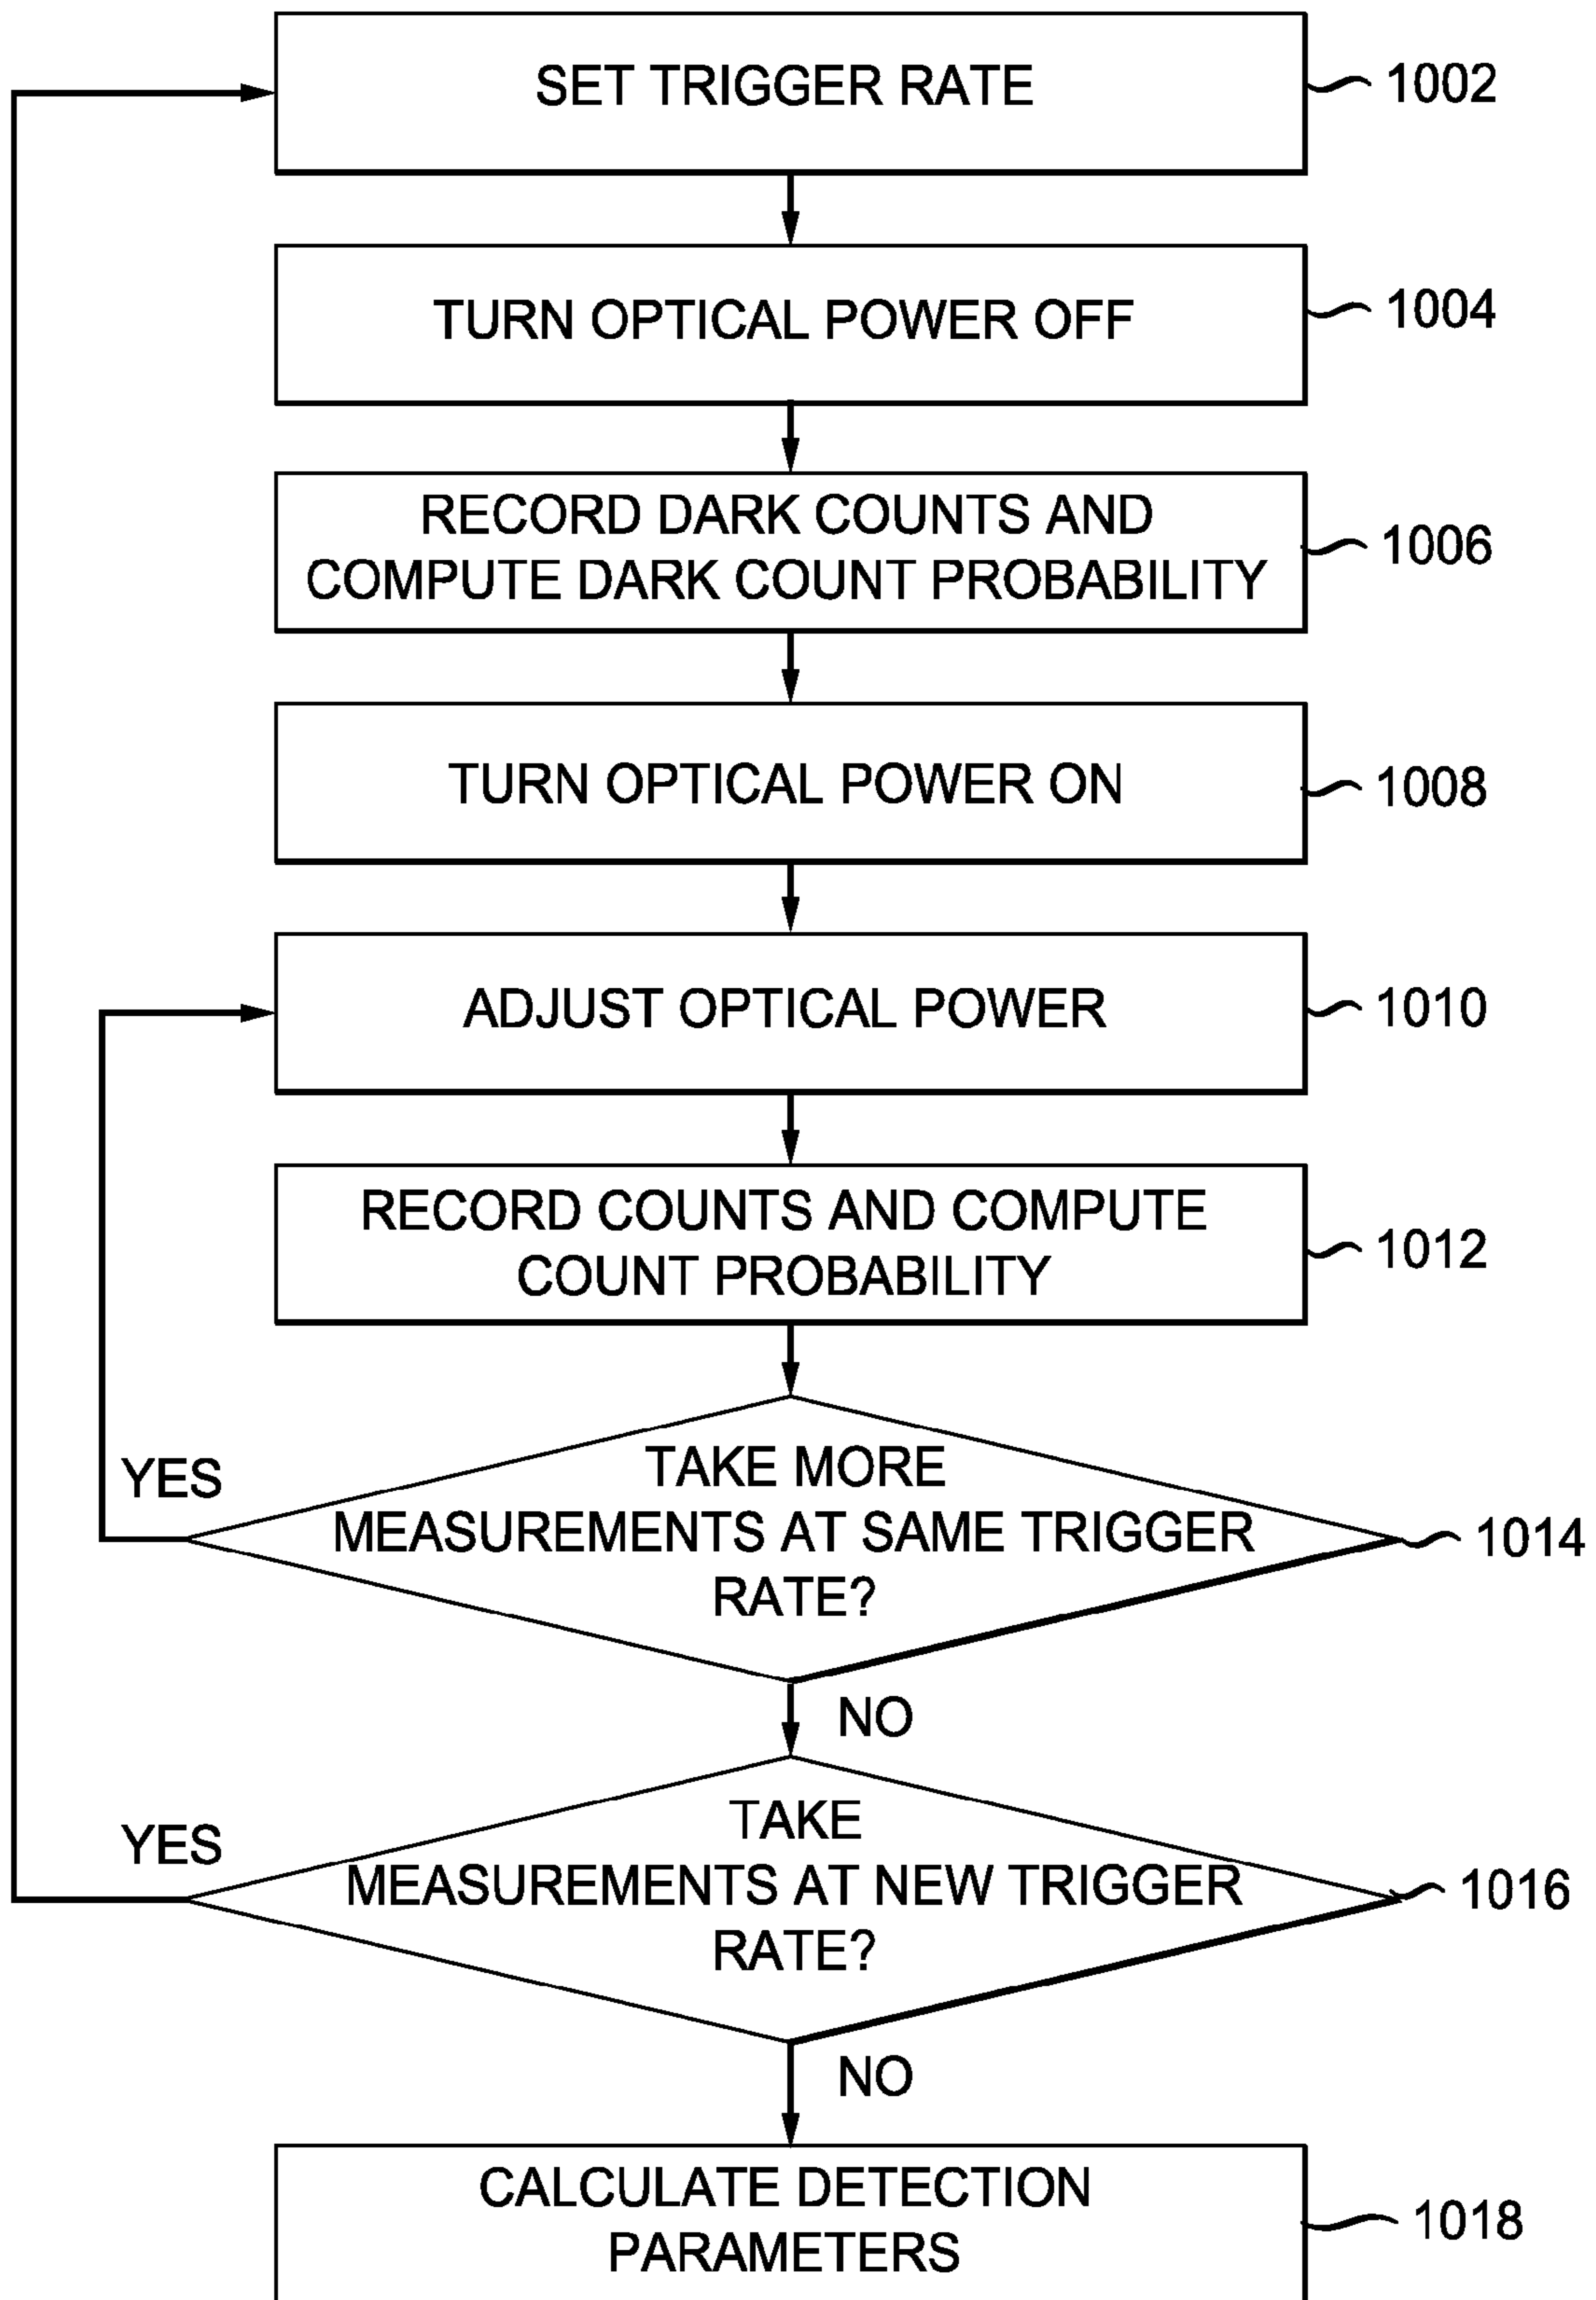 SET TRIGGER RATE
1002
TURN OPTICAL POWER OFF
1004
RECORD DARK COUNTS AND
COMPUTE DARK COUNT PROBABILITY
1006
TURN OPTICAL POWER ON
1008
ADJUST OPTICAL POWER
1010
RECORD COUNTS AND COMPUTE
COUNT PROBABILITY
1012
YES
TAKE MORE
MEASUREMENTS AT SAME TRIGGER
RATE?
1014
NO
YES
TAKE
MEASUREMENTS AT NEW TRIGGER
RATE?
1016
NO
CALCULATE DETECTION
PARAMETERS
1018